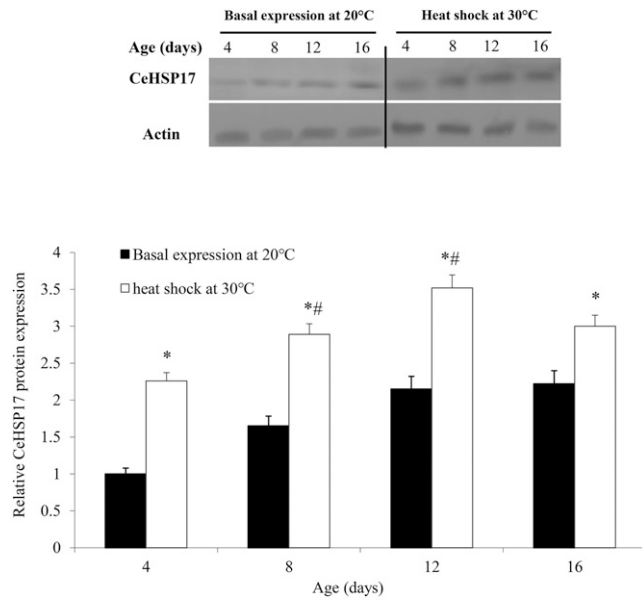 Basal expression at 20°C Heat shock at 30°C
Age (days) 4 8 12 16 4 8 12 16
CeHSP17
Actin
Relative CeHSP17 protein expression
4
3.5
3
2.5
2
1.5
1
0.5
0
Basal expression at 20°C
heat shock at 30°C
*
*#
*#
*
4 8 12 16
Age (days)